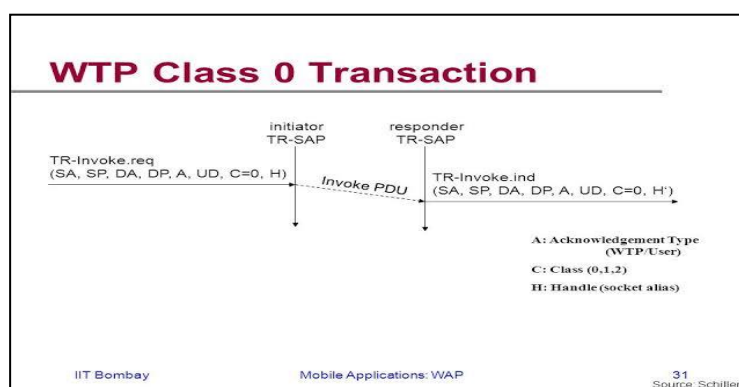 WTP Class 0 Transaction
initiator
TR-SAP
responder
TR-SAP
TR-Invoke.req
(SA, SP, DA, DP, A, UD, C=0, H)
Invoke PDU
TR-Invoke.ind
(SA, SP, DA, DP, A, UD, C=0, H')
A: Acknowledgement Type
(WTP/User)
C: Class (0,1,2)
H: Handle (socket alias)
IIT Bombay
Mobile Applications: WAP
31
Source: Schiller